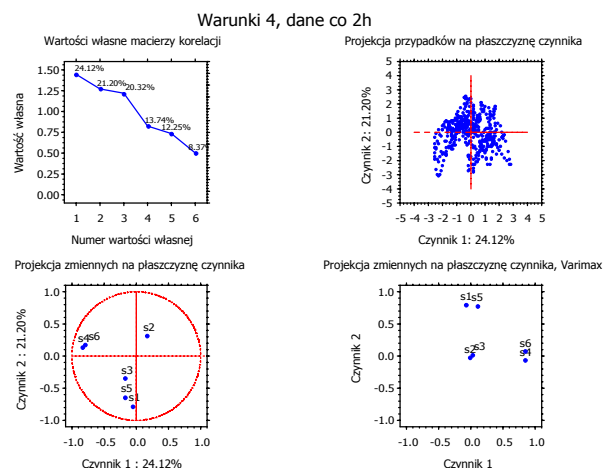 Warunki 4, dane co 2h
Wartości własne macierzy korelacji
24.12%
21.20%
20.32%
13.74%
12.25%
8.37%
1.50
1.25
1.00
0.75
0.50
0.25
0.00
Wartość własna
1 2 3 4 5 6
Numer wartości własnej
Projekcja przypadków na płaszczyznę czynnika
5
4
3
2
1
0
-1
-2
-3
-4
-5
Czynnik 2: 21.20%
-5 -4 -3 -2 -1 0 1 2 3 4 5
Czynnik 1: 24.12%
Projekcja zmiennych na płaszczyznę czynnika
1.0
0.5
0.0
-0.5
-1.0
Czynnik 2 : 21.20%
s2
s4 s6
s3
s5
s1
-1.0 -0.5 0.0 0.5 1.0
Czynnik 1 : 24.12%
Projekcja zmiennych na płaszczyznę czynnika, Varimax
1.0
0.5
0.0
-0.5
-1.0
Czynnik 2
s1 s5
s2 s3
s6
s4
-1.0 -0.5 0.0 0.5 1.0
Czynnik 1